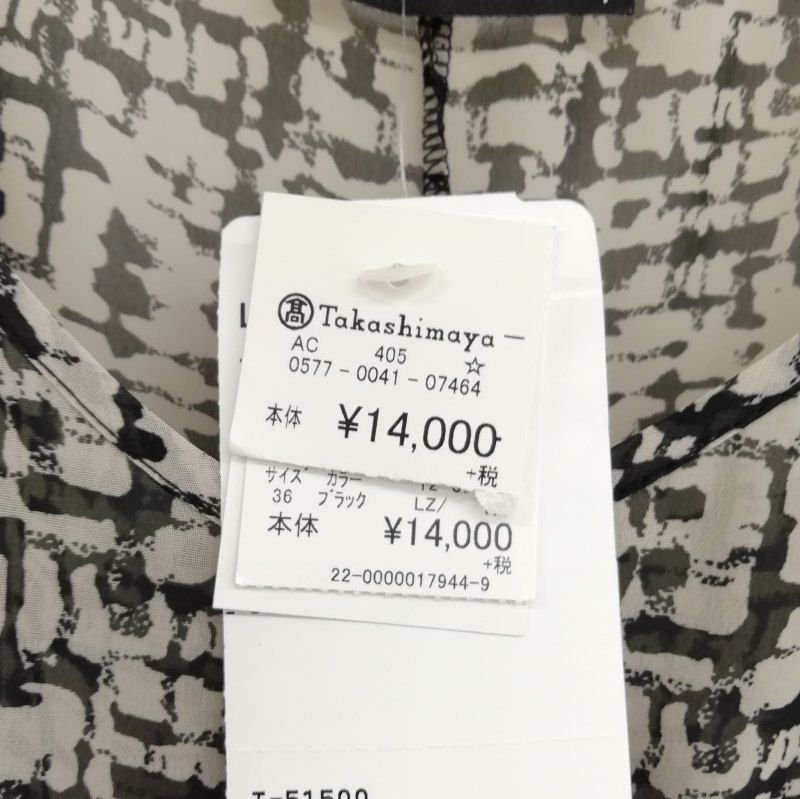 髙 Takashimaya
AC 405 ☆
0577-0041-07464
本体 ¥14,000
+税
サイズ カラー
36 ブラック LZ/
本体 ¥14,000
+税
22-0000017944-9